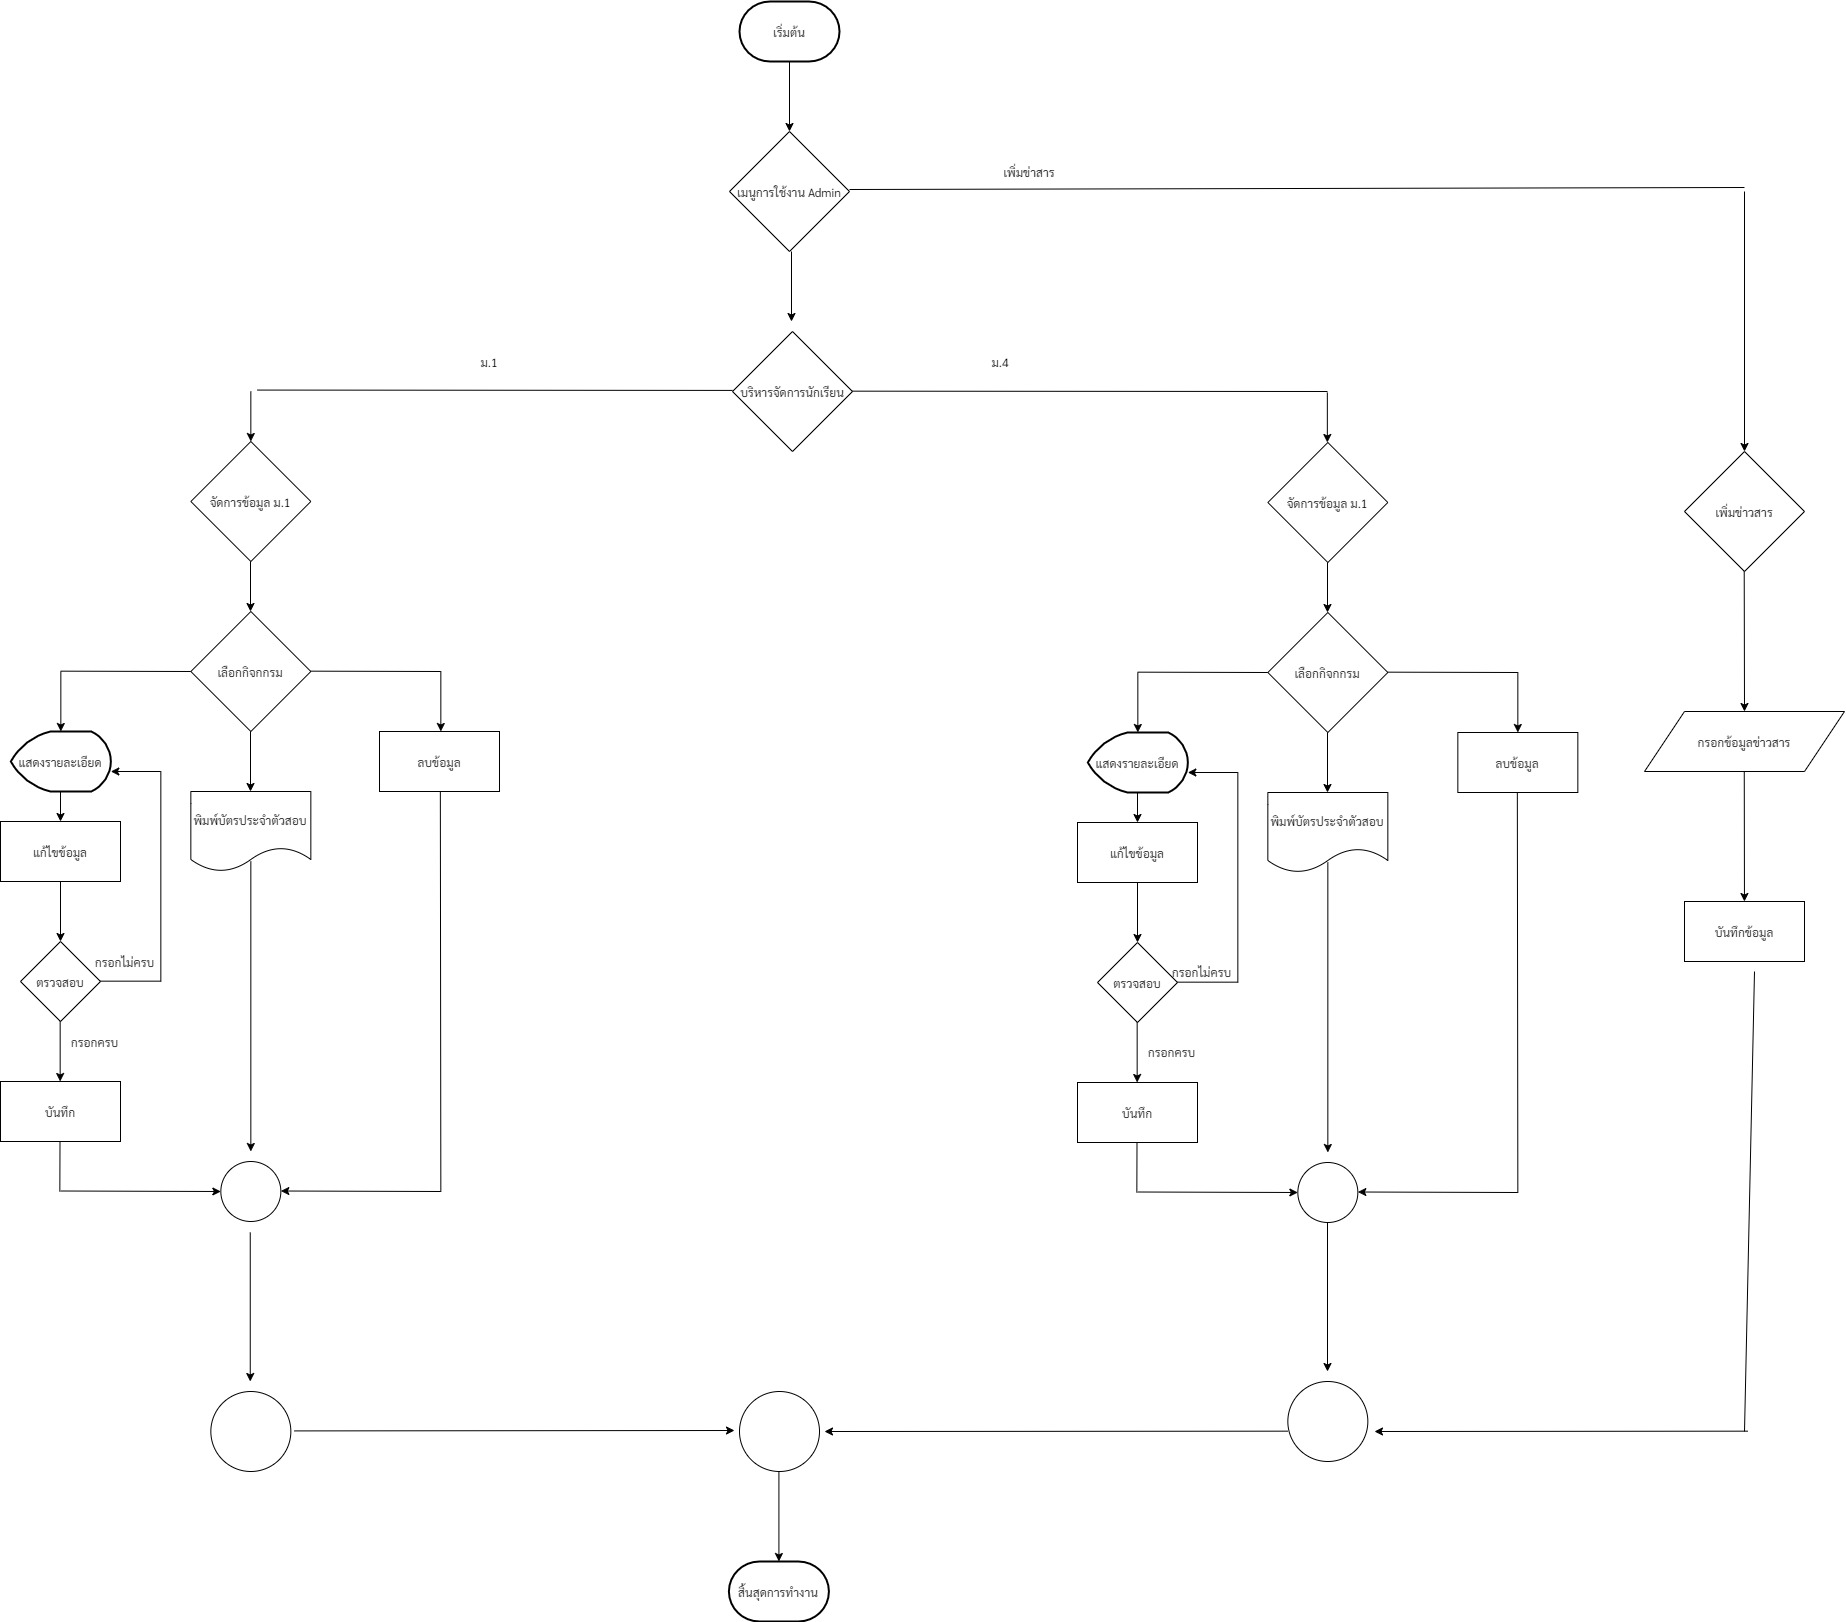 เริ่มต้น
เพิ่มข่าสาร
เมนูการใช้งาน Admin
ม.1
ม.4
บริหารจัดการนักเรียน
จัดการข้อมูล ม.1
จัดการข้อมูล ม.1
เพิ่มข่าวสาร
เลือกกิจกกรม
เลือกกิจกกรม
แสดงรายละเอียด
ลบข้อมูล
แสดงรายละเอียด
ลบข้อมูล
กรอกข้อมูลข่าวสาร
พิมพ์บัตรประจำตัวสอบ
พิมพ์บัตรประจำตัวสอบ
แก้ไขข้อมูล
แก้ไขข้อมูล
บันทึกข้อมูล
กรอกไม่ครบ
กรอกไม่ครบ
ตรวจสอบ
ตรวจสอบ
กรอกครบ
กรอกครบ
บันทึก
บันทึก
สิ้นสุดการทำงาน